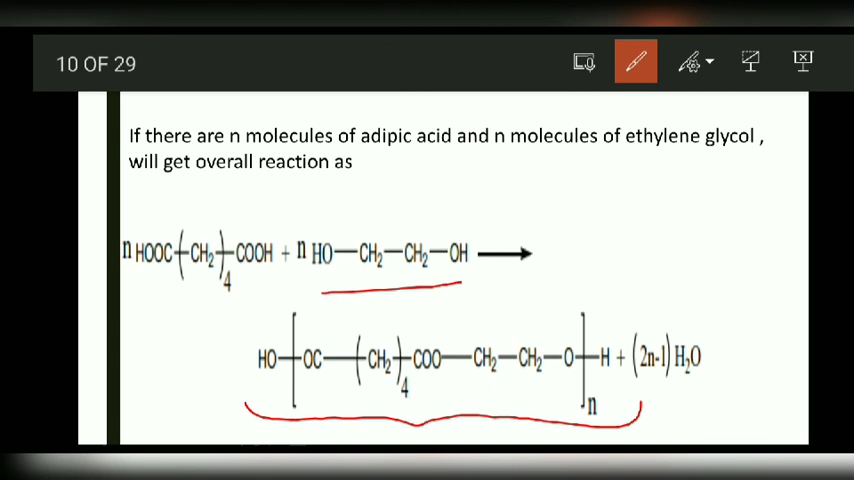 10 OF 29
If there are n molecules of adipic acid and n molecules of ethylene glycol ,
will get overall reaction as
n HOOC-(CH₂)₄-COOH + n HO—CH₂—CH₂—OH ⟶
HO-[OC—(CH₂)₄-COO—CH₂—CH₂—O]n-H + (2n-1) H₂O